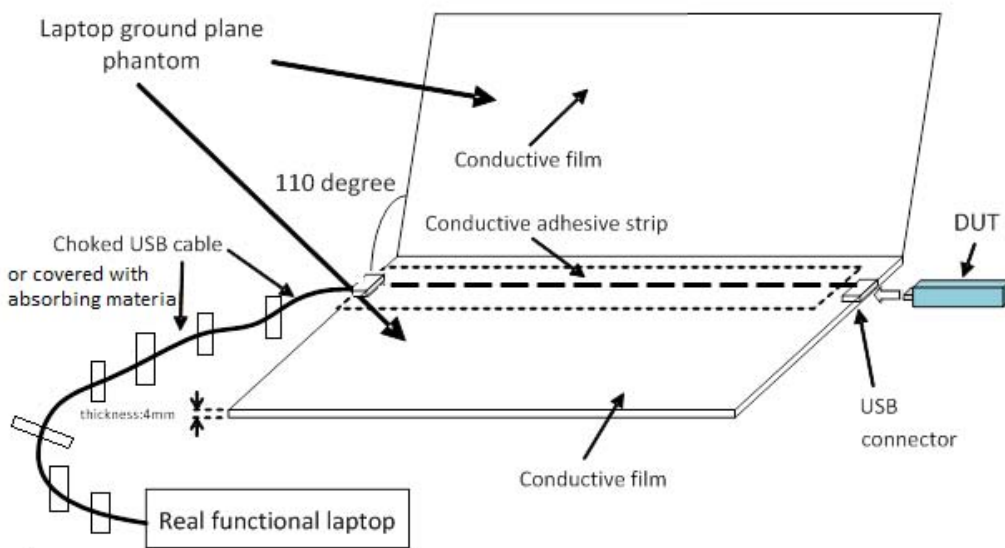 Laptop ground plane
phantom
Conductive film
110 degree
Conductive adhesive strip
DUT
Choked USB cable
or covered with
absorbing materia
thickness:4mm
USB
connector
Conductive film
Real functional laptop